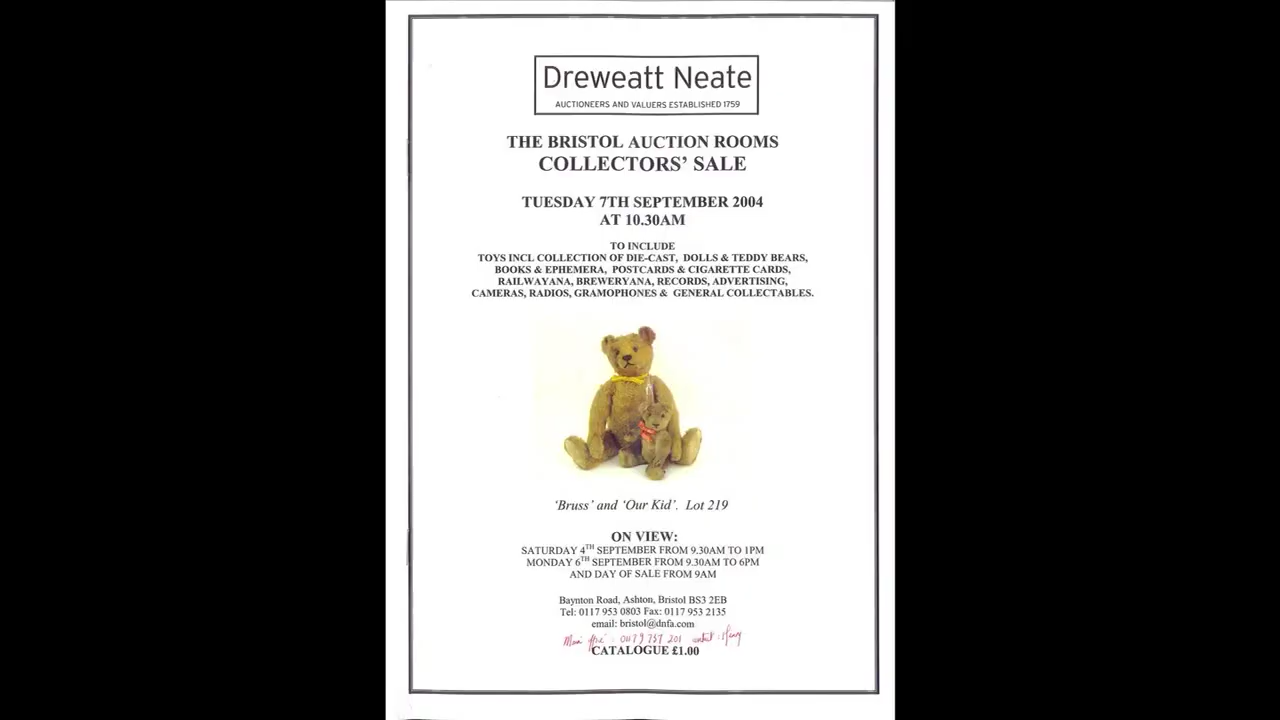 Dreweatt Neate
AUCTIONEERS AND VALUERS ESTABLISHED 1759
THE BRISTOL AUCTION ROOMS
COLLECTORS' SALE
TUESDAY 7TH SEPTEMBER 2004
AT 10.30AM
TO INCLUDE
TOYS INCL COLLECTION OF DIE-CAST, DOLLS & TEDDY BEARS,
BOOKS & EPHEMERA, POSTCARDS & CIGARETTE CARDS,
RAILWAYANA, BREWERYANA, RECORDS, ADVERTISING,
CAMERAS, RADIOS, GRAMOPHONES & GENERAL COLLECTABLES.
'Bruss' and 'Our Kid'. Lot 219
ON VIEW:
SATURDAY 4TH SEPTEMBER FROM 9.30AM TO 1PM
MONDAY 6TH SEPTEMBER FROM 9.30AM TO 6PM
AND DAY OF SALE FROM 9AM
Baynton Road, Ashton, Bristol BS3 2EB
Tel: 0117 953 0803 Fax: 0117 953 2135
email: bristol@dnfa.com
CATALOGUE £1.00